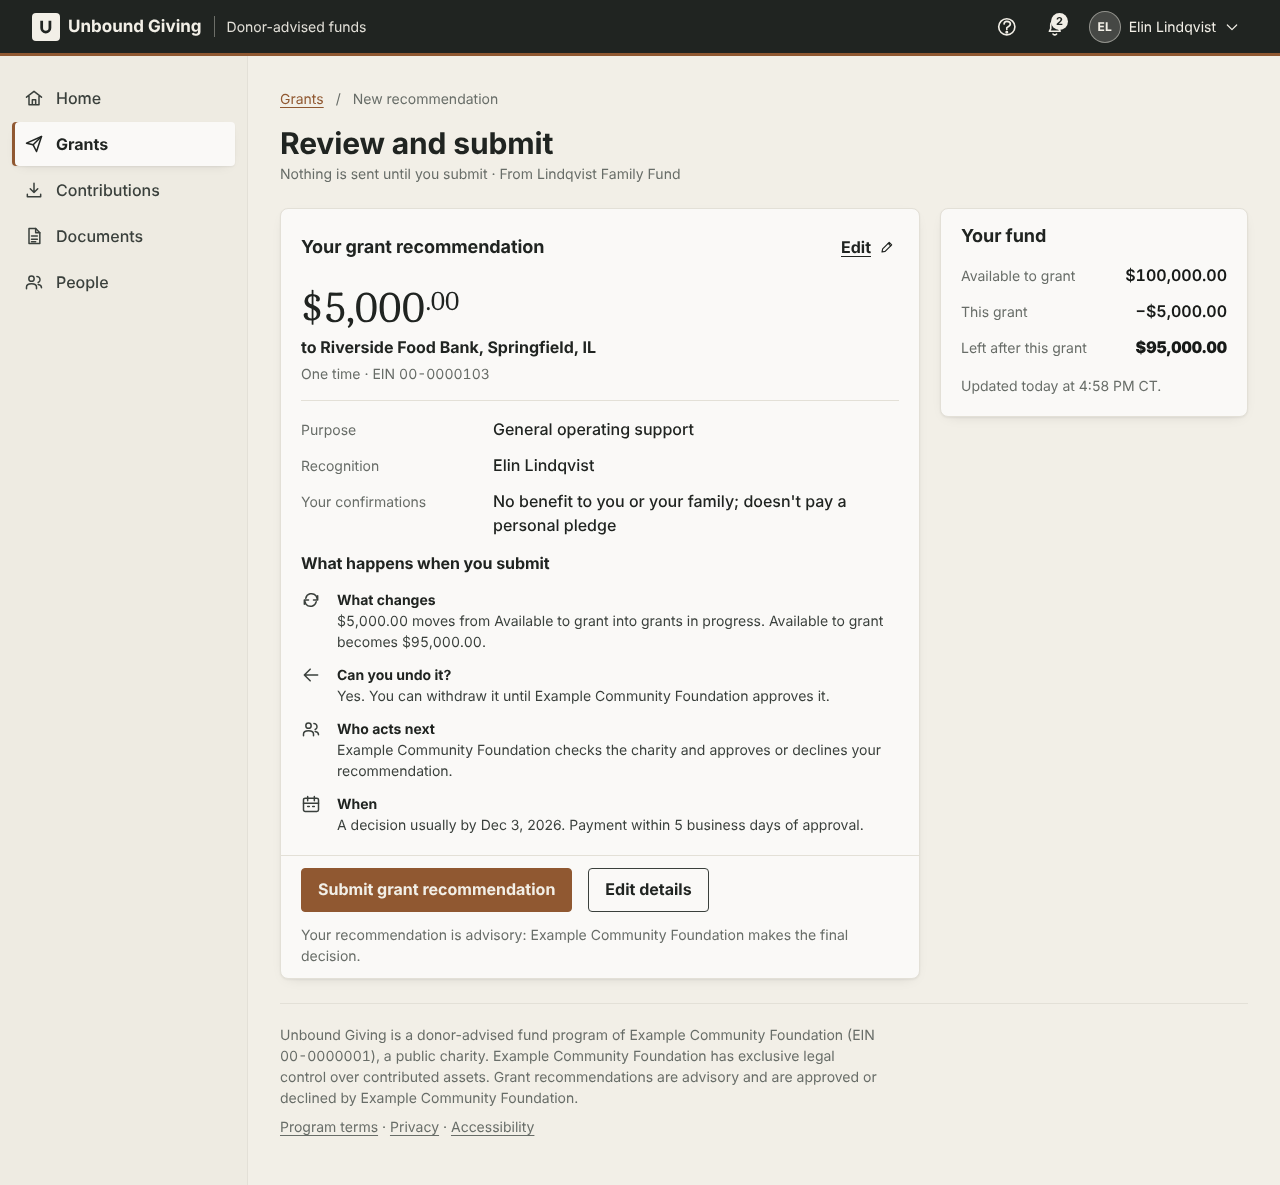 U Unbound Giving Donor-advised funds 2 EL Elin Lindqvist
Home
Grants
Contributions
Documents
People
Grants / New recommendation
Review and submit
Nothing is sent until you submit · From Lindqvist Family Fund
Your grant recommendation Edit
$5,000.00
to Riverside Food Bank, Springfield, IL
One time · EIN 00-0000103
Purpose General operating support
Recognition Elin Lindqvist
Your confirmations No benefit to you or your family; doesn't pay a
personal pledge
What happens when you submit
What changes
$5,000.00 moves from Available to grant into grants in progress. Available to grant
becomes $95,000.00.
Can you undo it?
Yes. You can withdraw it until Example Community Foundation approves it.
Who acts next
Example Community Foundation checks the charity and approves or declines your
recommendation.
When
A decision usually by Dec 3, 2026. Payment within 5 business days of approval.
Submit grant recommendation Edit details
Your recommendation is advisory: Example Community Foundation makes the final
decision.
Your fund
Available to grant $100,000.00
This grant −$5,000.00
Left after this grant $95,000.00
Updated today at 4:58 PM CT.
Unbound Giving is a donor-advised fund program of Example Community Foundation (EIN
00-0000001), a public charity. Example Community Foundation has exclusive legal
control over contributed assets. Grant recommendations are advisory and are approved or
declined by Example Community Foundation.
Program terms · Privacy · Accessibility